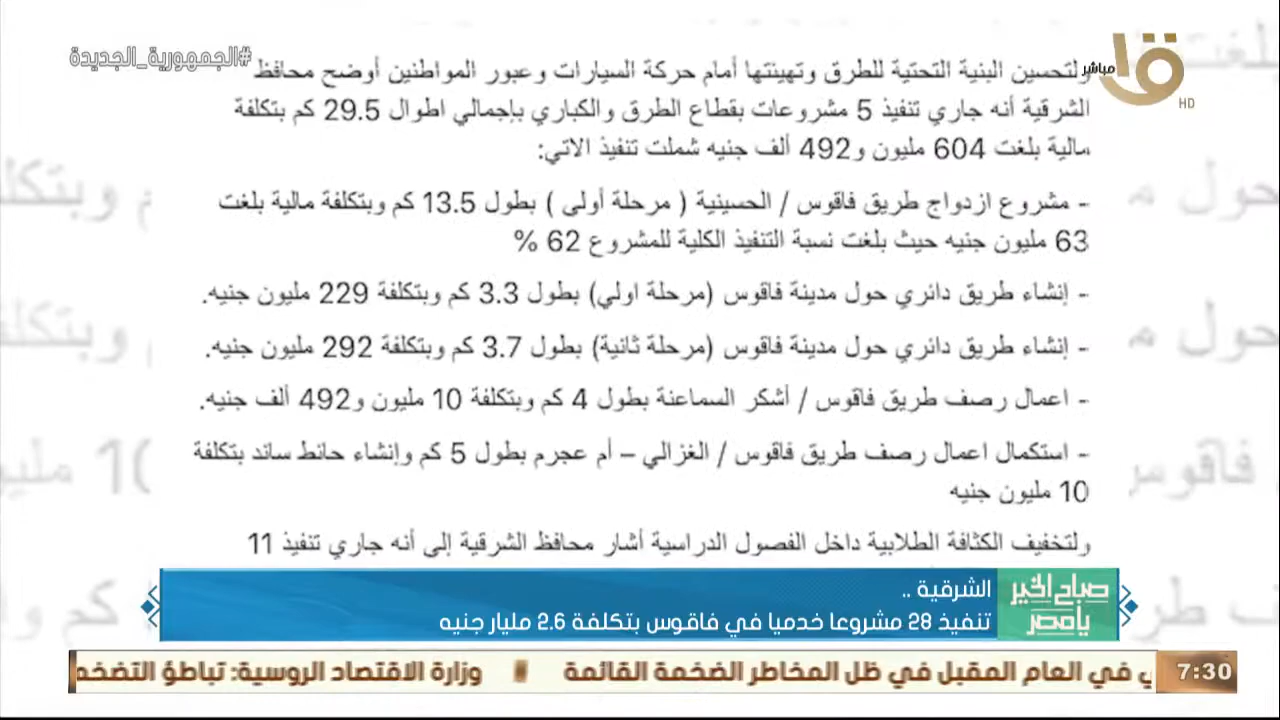 #الجمهورية_الجديدة
مباشر
HD
ولتحسين البنية التحتية للطرق وتهيئتها أمام حركة السيارات وعبور المواطنين أوضح محافظ
الشرقية أنه جاري تنفيذ 5 مشروعات بقطاع الطرق والكباري بإجمالي اطوال 29.5 كم بتكلفة
مالية بلغت 604 مليون و492 ألف جنيه شملت تنفيذ الاتي:
- مشروع ازدواج طريق فاقوس / الحسينية ( مرحلة أولى ) بطول 13.5 كم وبتكلفة مالية بلغت
63 مليون جنيه حيث بلغت نسبة التنفيذ الكلية للمشروع 62 %
- إنشاء طريق دائري حول مدينة فاقوس (مرحلة اولي) بطول 3.3 كم وبتكلفة 229 مليون جنيه.
- إنشاء طريق دائري حول مدينة فاقوس (مرحلة ثانية) بطول 3.7 كم وبتكلفة 292 مليون جنيه.
- اعمال رصف طريق فاقوس / أشكر السماعنة بطول 4 كم وبتكلفة 10 مليون و492 ألف جنيه.
- استكمال اعمال رصف طريق فاقوس / الغزالي – أم عجرم بطول 5 كم وإنشاء حائط ساند بتكلفة
10 مليون جنيه
ولتخفيف الكثافة الطلابية داخل الفصول الدراسية أشار محافظ الشرقية إلى أنه جاري تنفيذ 11
صباح الخير يا مصر
الشرقية ..
تنفيذ 28 مشروعا خدميا في فاقوس بتكلفة 2.6 مليار جنيه
7:30
ي في العام المقبل في ظل المخاطر الضخمة القائمة
وزارة الاقتصاد الروسية: تباطؤ التضخم